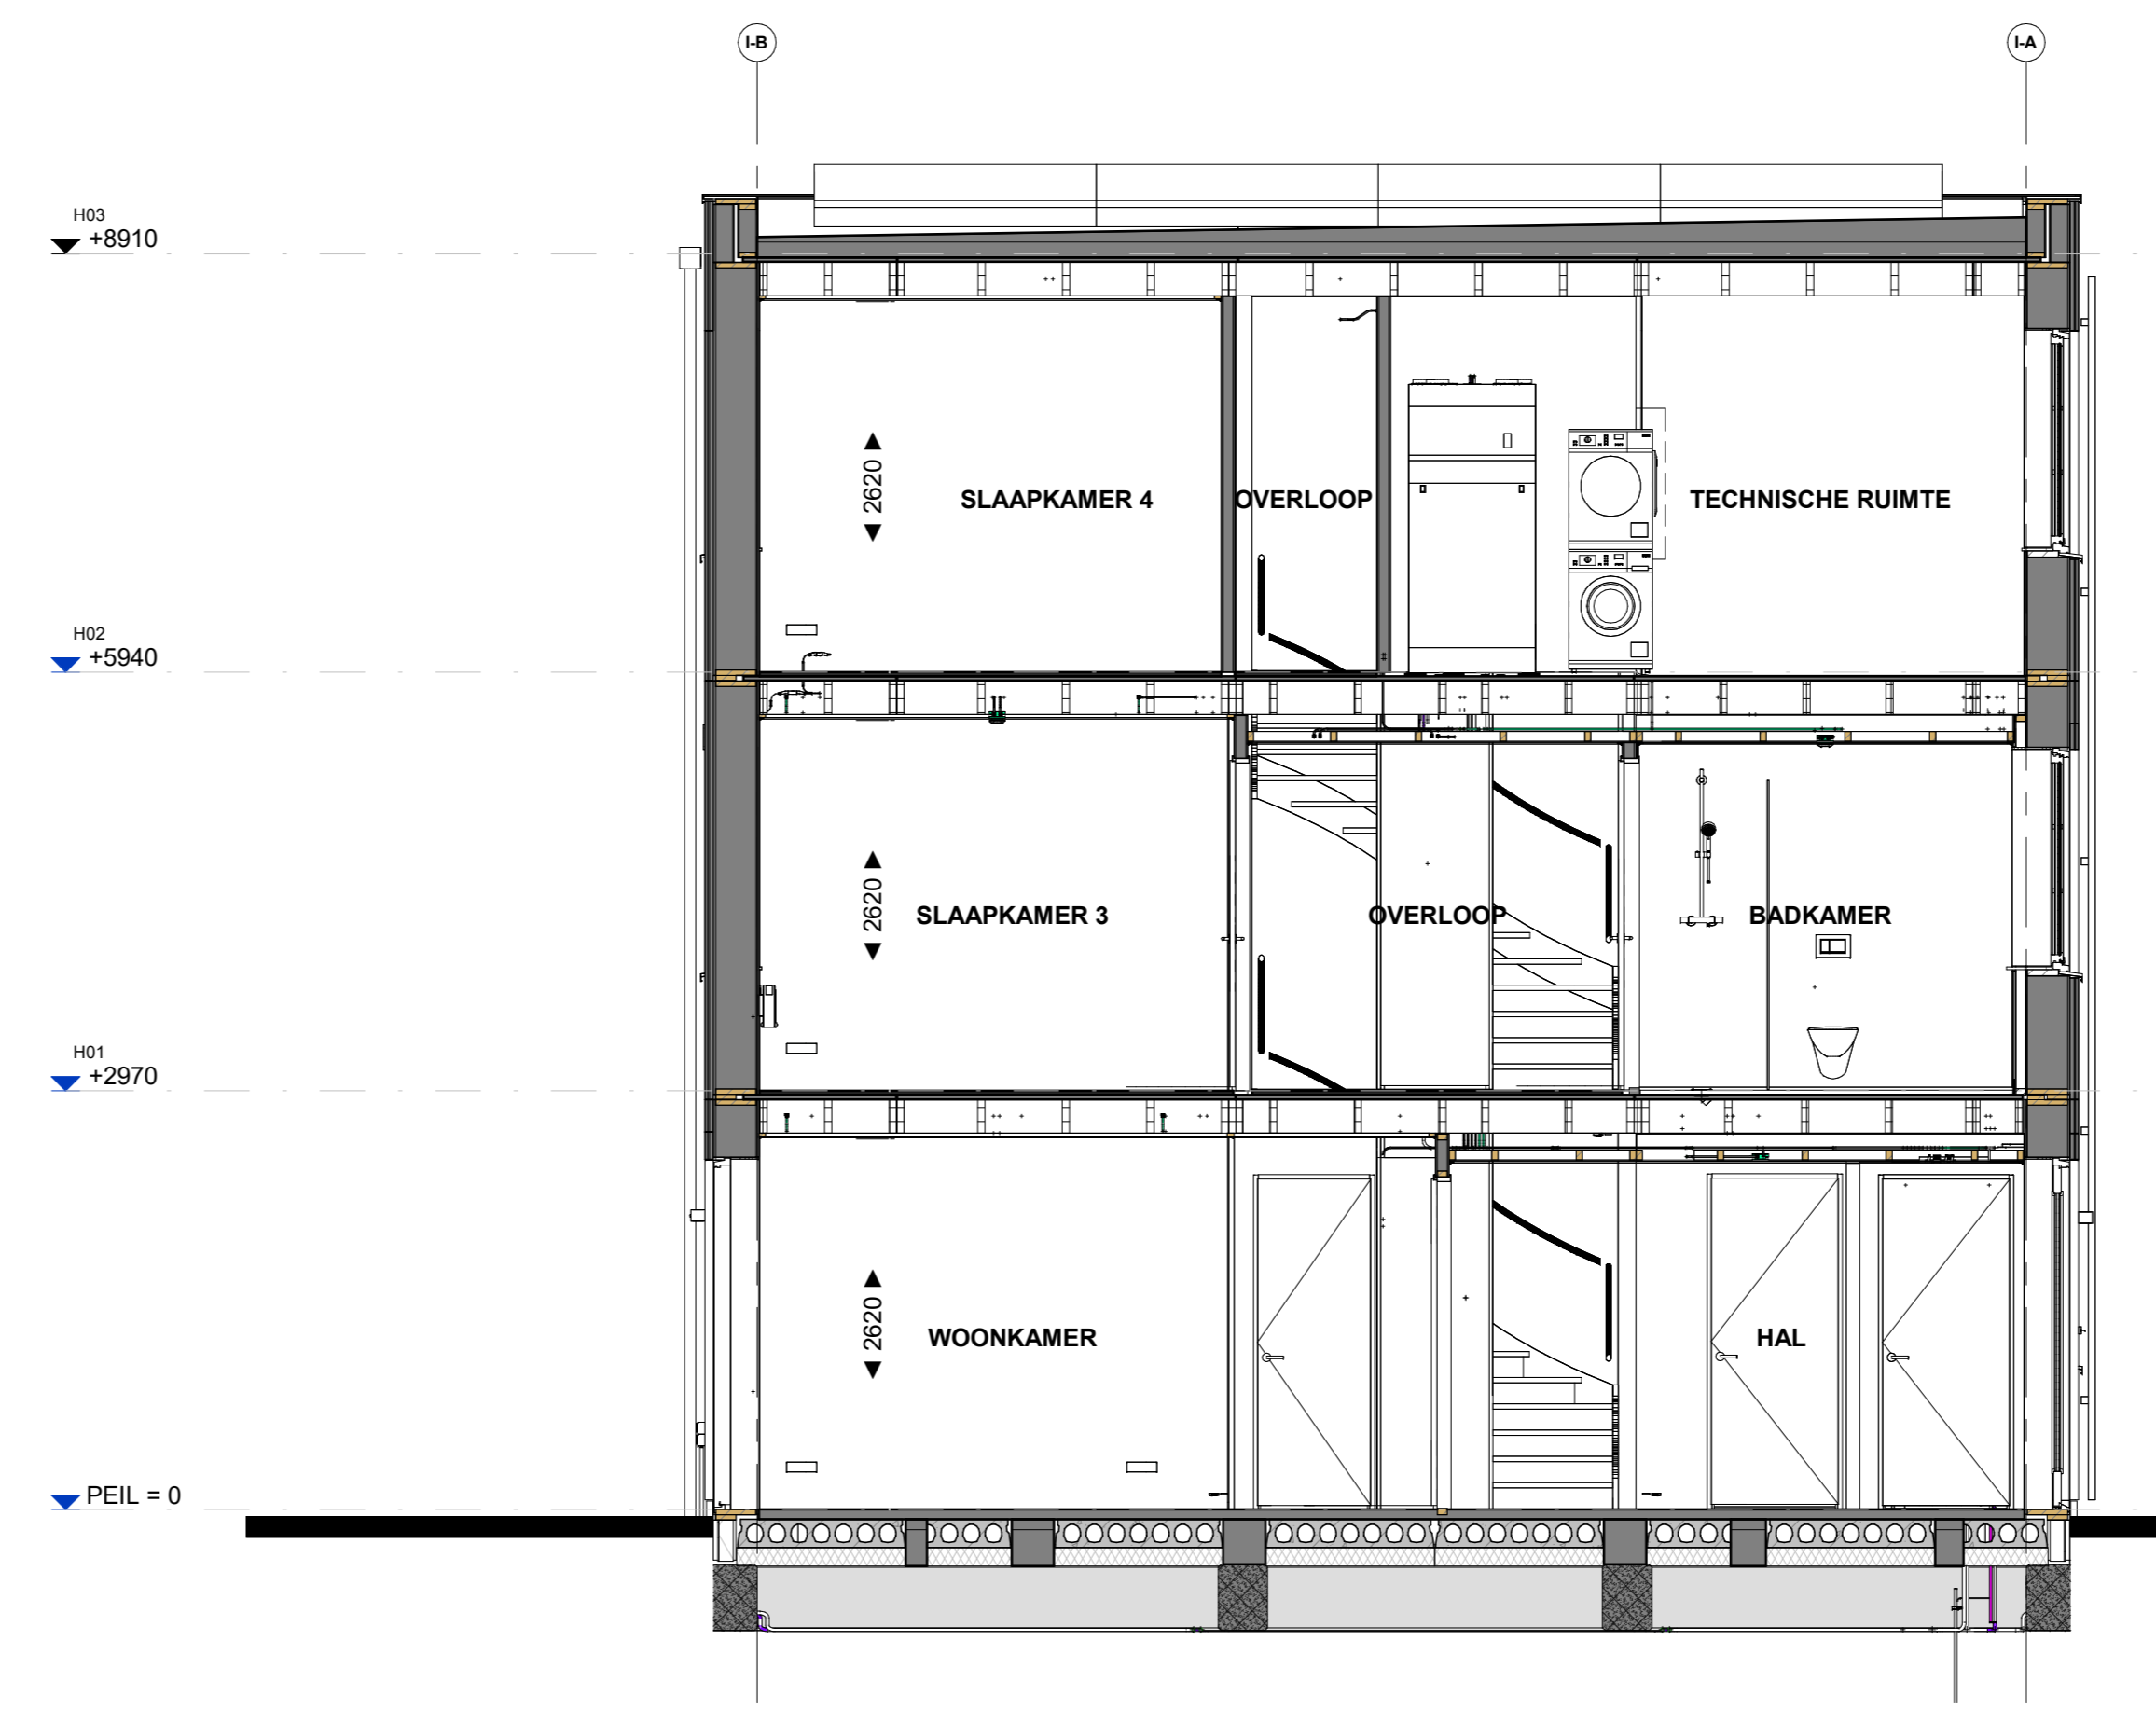 I-B
I-A
H03
+8910
2620
SLAAPKAMER 4
OVERLOOP
TECHNISCHE RUIMTE
H02
+5940
2620
SLAAPKAMER 3
OVERLOOP
BADKAMER
H01
+2970
2620
WOONKAMER
HAL
PEIL = 0